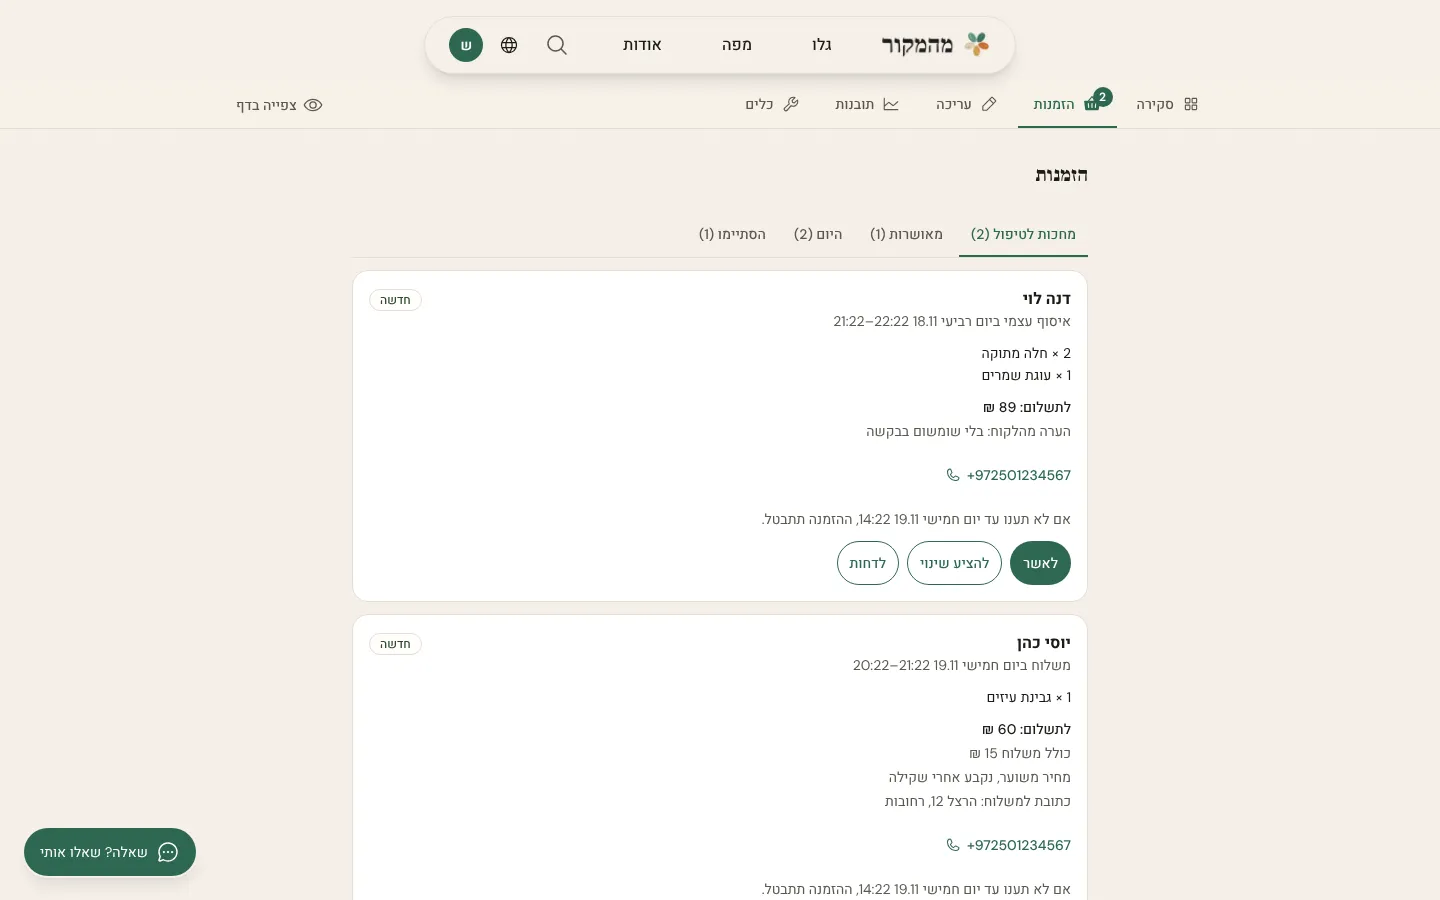 מהמקור
גלו
מפה
אודות
ש
סקירה
הזמנות
2
עריכה
תובנות
כלים
צפייה בדף
הזמנות
מחכות לטיפול (2)
מאושרות (1)
היום (2)
הסתיימו (1)
דנה לוי
חדשה
איסוף עצמי ביום רביעי 18.11 21:22–22:22
2 × חלה מתוקה
1 × עוגת שמרים
לתשלום: 89 ₪
הערה מהלקוח: בלי שומשום בבקשה
+972501234567
אם לא תענו עד יום חמישי 19.11 14:22, ההזמנה תתבטל.
לאשר
להציע שינוי
לדחות
יוסי כהן
חדשה
משלוח ביום חמישי 19.11 20:22–21:22
1 × גבינת עיזים
לתשלום: 60 ₪
כולל משלוח 15 ₪
מחיר משוער, נקבע אחרי שקילה
כתובת למשלוח: הרצל 12, רחובות
+972501234567
אם לא תענו עד יום חמישי 19.11 14:22, ההזמנה תתבטל.
שאלה? שאלו אותי